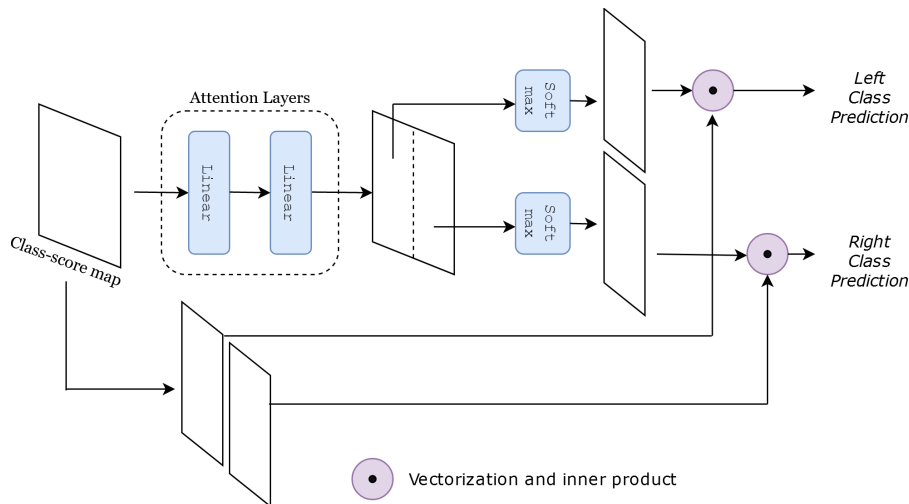 Attention Layers
Class-score map
Linear
Linear
Soft
max
Soft
max
Left
Class
Prediction
Right
Class
Prediction
Vectorization and inner product